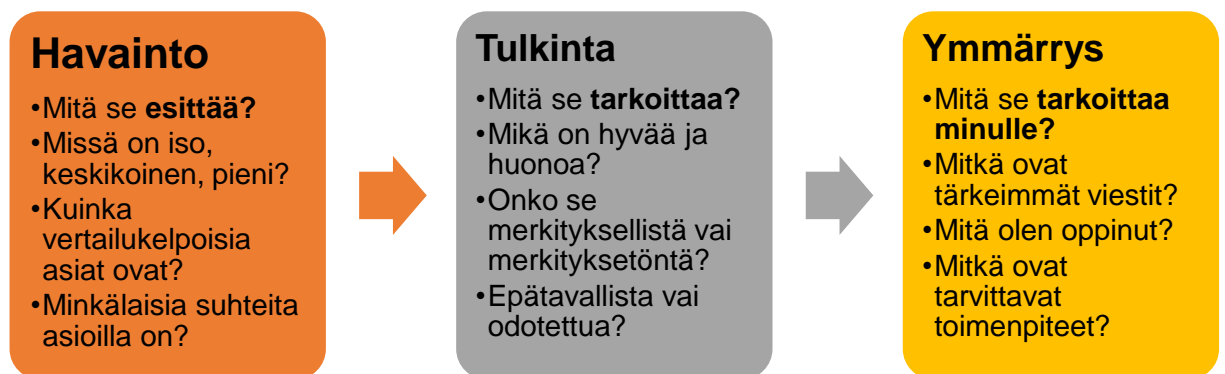 Havainto
•Mitä se esittää?
•Missä on iso,
keskikoinen, pieni?
•Kuinka
vertailukelpoisia
asiat ovat?
•Minkälaisia suhteita
asioilla on?
Tulkinta
•Mitä se tarkoittaa?
•Mikä on hyvää ja
huonoa?
•Onko se
merkityksellistä vai
merkityksetöntä?
•Epätavallista vai
odotettua?
Ymmärrys
•Mitä se tarkoittaa
minulle?
•Mitkä ovat
tärkeimmät viestit?
•Mitä olen oppinut?
•Mitkä ovat
tarvittavat
toimenpiteet?